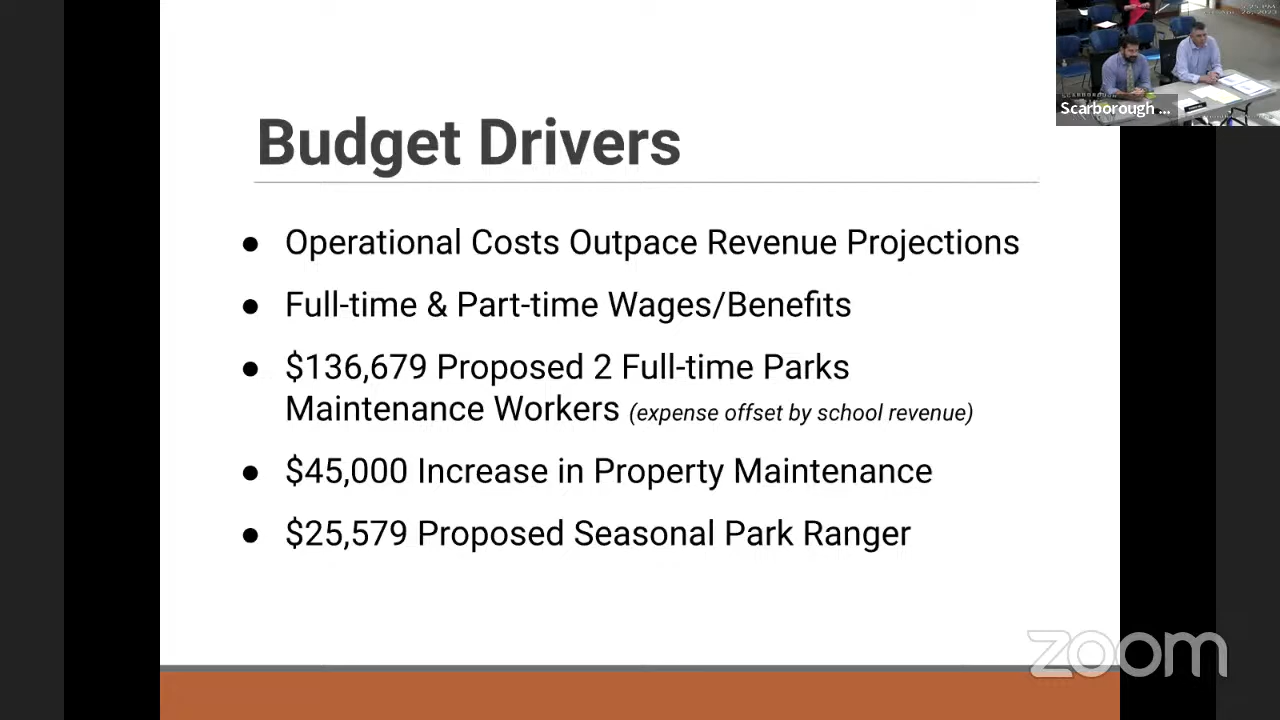 Budget Drivers
● Operational Costs Outpace Revenue Projections
● Full-time & Part-time Wages/Benefits
● $136,679 Proposed 2 Full-time Parks
Maintenance Workers (expense offset by school revenue)
● $45,000 Increase in Property Maintenance
● $25,579 Proposed Seasonal Park Ranger
Scarborough ...
zoom